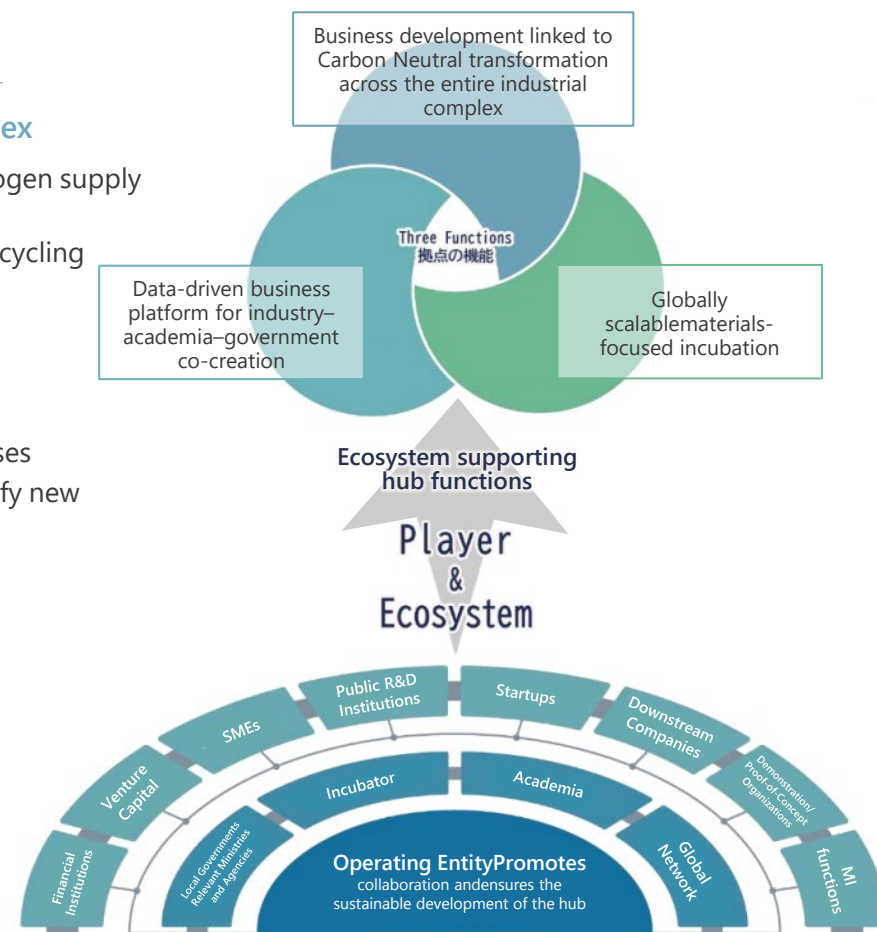 Business development linked to
Carbon Neutral transformation
across the entire industrial
complex
ex
ogen supply
cycling
ses
fy new
Three Functions
拠点の機能
Data-driven business
platform for industry–
academia–government
co-creation
Globally
scalablematerials-
focused incubation
Ecosystem supporting
hub functions
Player
&
Ecosystem
Financial
Institutions
Venture
Capital
SMEs
Public R&D
Institutions
Startups
Downstream
Companies
Demonstration/
Proof-of-Concept
Organizations
MI
functions
Local Governments
Relevant Ministries
and Agencies
Incubator
Academia
Global
Network
Operating EntityPromotes
collaboration andensures the
sustainable development of the hub